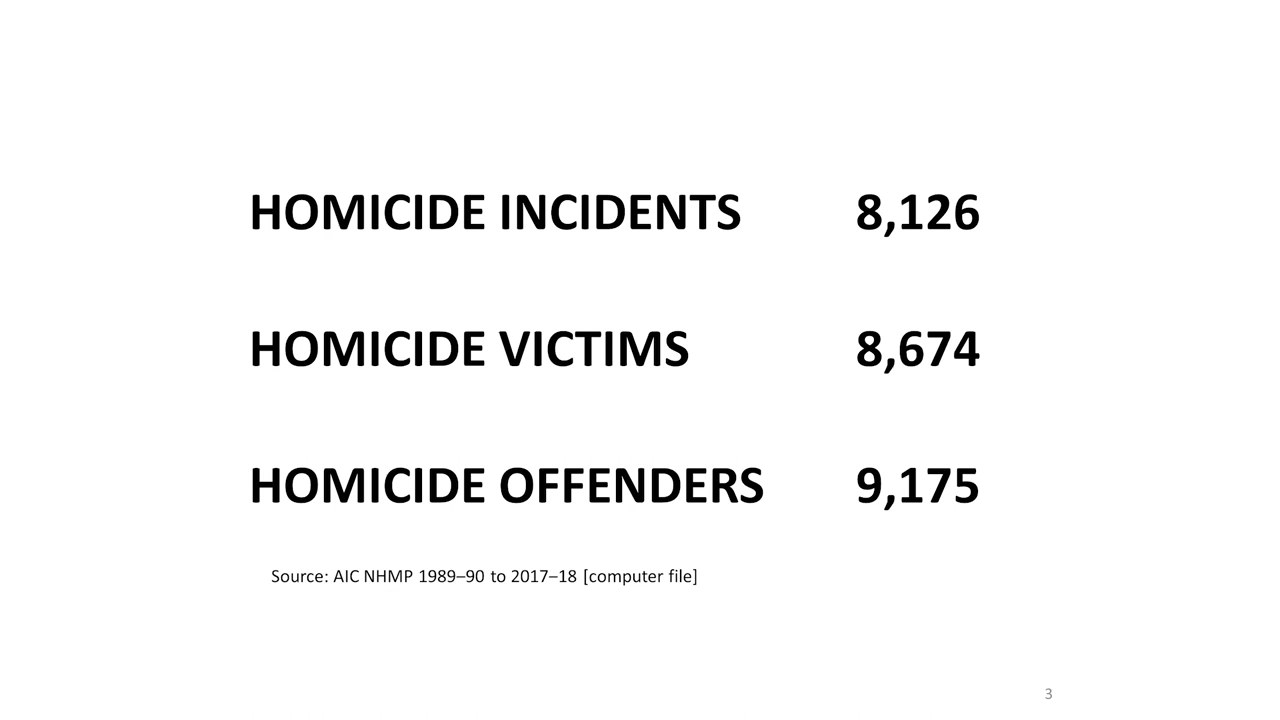 HOMICIDE INCIDENTS 8,126
HOMICIDE VICTIMS 8,674
HOMICIDE OFFENDERS 9,175
Source: AIC NHMP 1989–90 to 2017–18 [computer file]
3